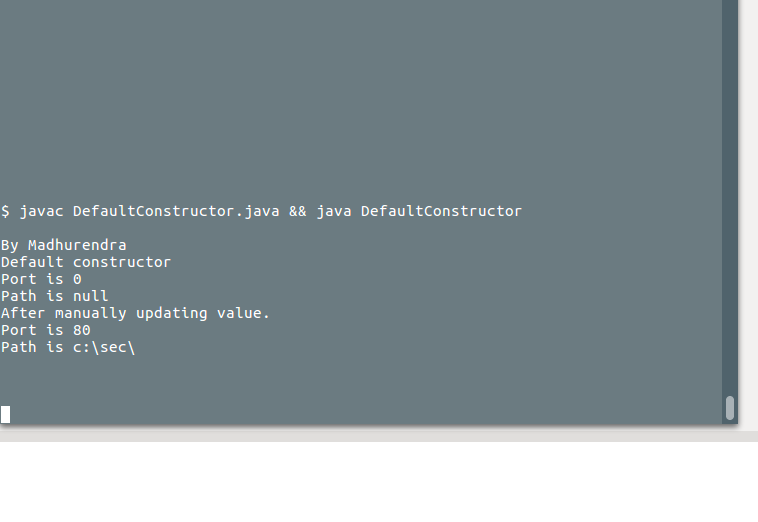 $ javac DefaultConstructor.java && java DefaultConstructor
By Madhurendra
Default constructor
Port is 0
Path is null
After manually updating value.
Port is 80
Path is c:\sec\